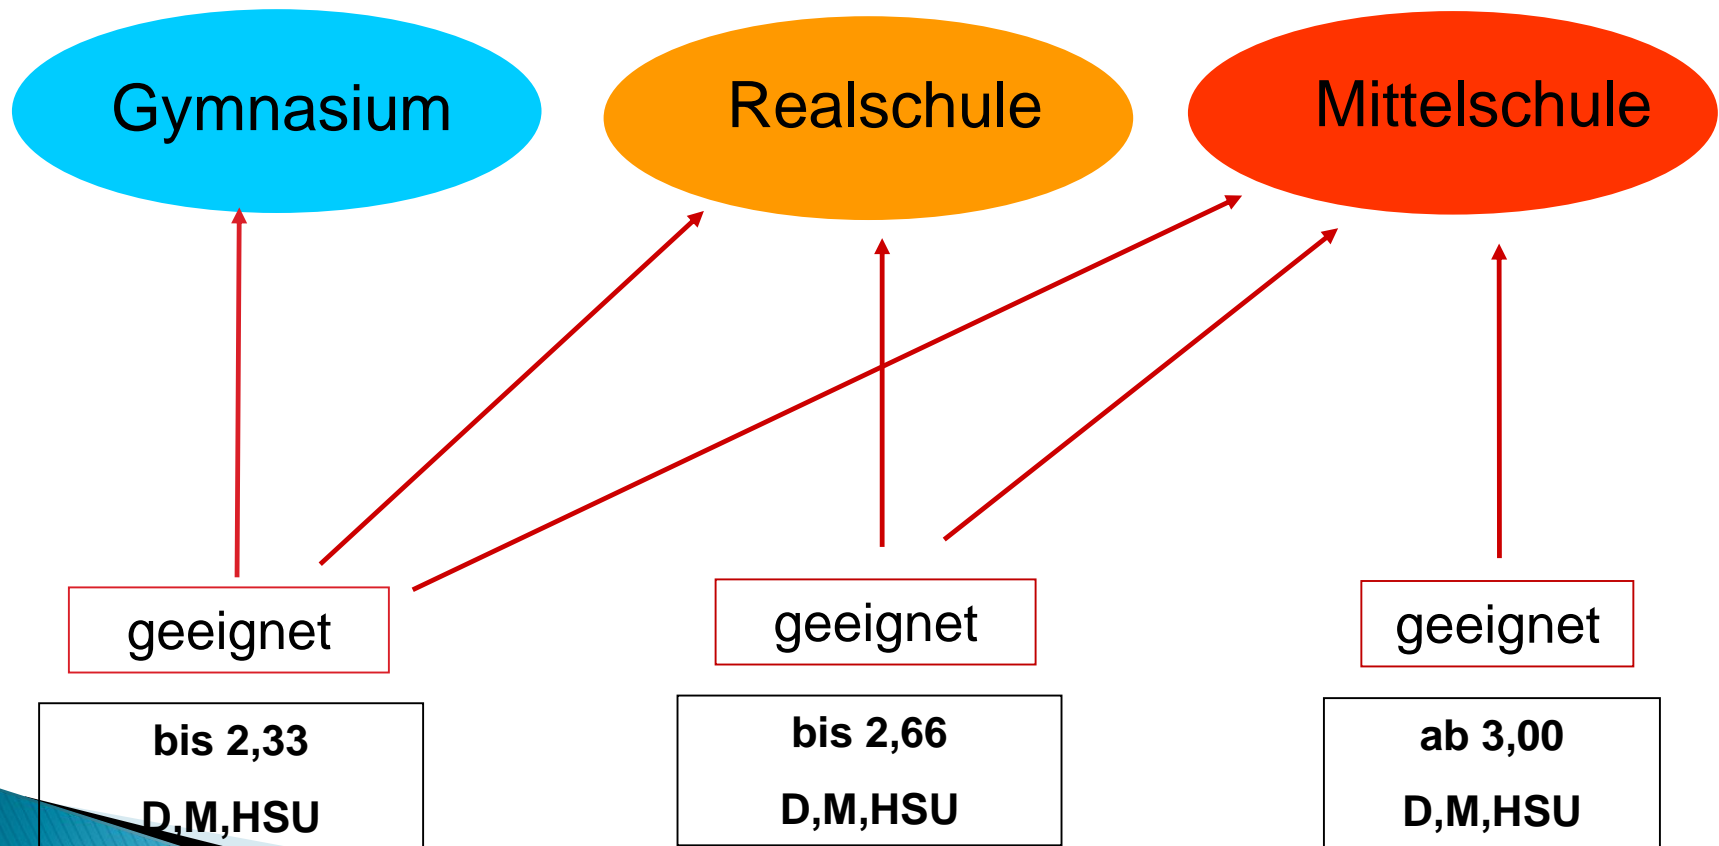 Gymnasium
Realschule
Mittelschule
geeignet
geeignet
geeignet
bis 2,33
D,M,HSU
bis 2,66
D,M,HSU
ab 3,00
D,M,HSU